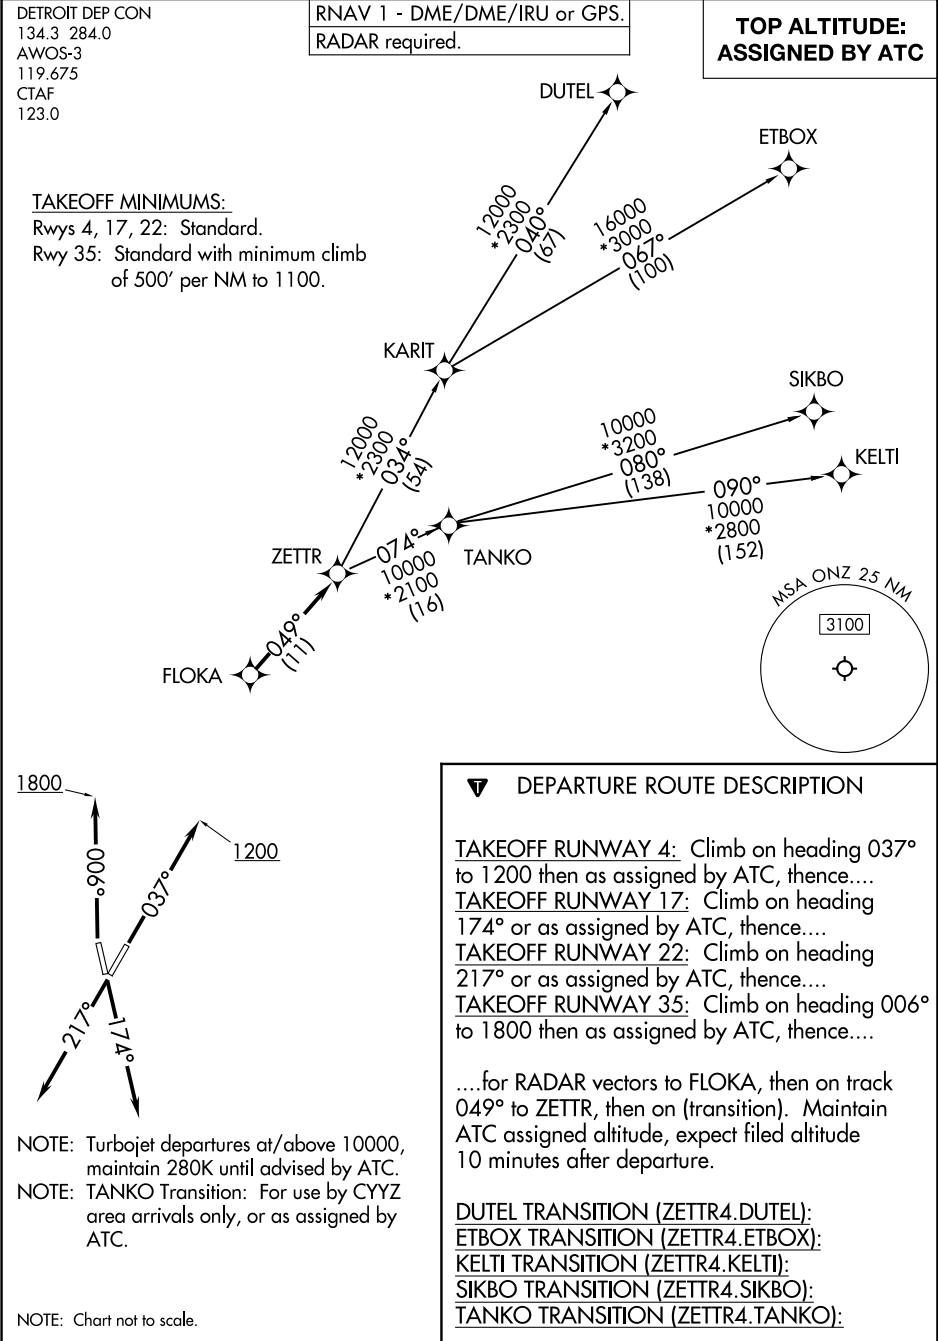 DETROIT DEP CON
134.3 284.0
AWOS-3
119.675
CTAF
123.0
RNAV 1 - DME/DME/IRU or GPS.
RADAR required.
TOP ALTITUDE:
ASSIGNED BY ATC
TAKEOFF MINIMUMS:
Rwys 4, 17, 22: Standard.
Rwy 35: Standard with minimum climb
of 500' per NM to 1100.
DUTEL
ETBOX
12000
*2300
040°
(67)
16000
*3000
067°
(100)
KARIT
SIKBO
12000
*2300
034°
(54)
10000
*3200
080°
(138)
KELTI
090°
10000
*2800
(152)
ZETTR
074°
10000
*2100
(16)
TANKO
049°
(11)
FLOKA
MSA ONZ 25 NM
3100
1800
1200
006°
037°
217°
174°
NOTE: Turbojet departures at/above 10000,
maintain 280K until advised by ATC.
NOTE: TANKO Transition: For use by CYYZ
area arrivals only, or as assigned by
ATC.
NOTE: Chart not to scale.
T DEPARTURE ROUTE DESCRIPTION
TAKEOFF RUNWAY 4: Climb on heading 037°
to 1200 then as assigned by ATC, thence....
TAKEOFF RUNWAY 17: Climb on heading
174° or as assigned by ATC, thence....
TAKEOFF RUNWAY 22: Climb on heading
217° or as assigned by ATC, thence....
TAKEOFF RUNWAY 35: Climb on heading 006°
to 1800 then as assigned by ATC, thence....
....for RADAR vectors to FLOKA, then on track
049° to ZETTR, then on (transition). Maintain
ATC assigned altitude, expect filed altitude
10 minutes after departure.
DUTEL TRANSITION (ZETTR4.DUTEL):
ETBOX TRANSITION (ZETTR4.ETBOX):
KELTI TRANSITION (ZETTR4.KELTI):
SIKBO TRANSITION (ZETTR4.SIKBO):
TANKO TRANSITION (ZETTR4.TANKO):